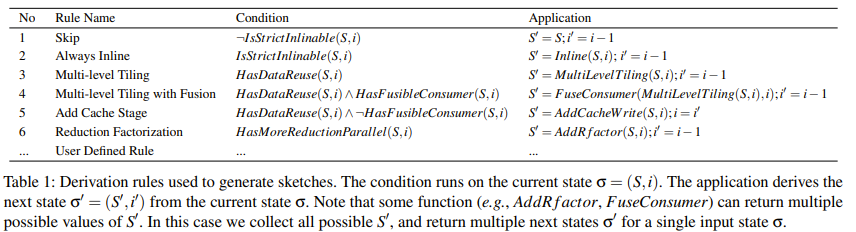 No Rule Name Condition Application
1 Skip ¬IsStrictInlinable(S,i) S′ = S; i′ = i − 1
2 Always Inline IsStrictInlinable(S,i) S′ = Inline(S,i); i′ = i − 1
3 Multi-level Tiling HasDataReuse(S,i) S′ = MultiLevelTiling(S,i); i′ = i − 1
4 Multi-level Tiling with Fusion HasDataReuse(S,i) ∧ HasFusibleConsumer(S,i) S′ = FuseConsumer(MultiLevelTiling(S,i),i); i′ = i − 1
5 Add Cache Stage HasDataReuse(S,i) ∧ ¬HasFusibleConsumer(S,i) S′ = AddCacheWrite(S,i); i = i′
6 Reduction Factorization HasMoreReductionParallel(S,i) S′ = AddRfactor(S,i); i′ = i − 1
... User Defined Rule ... ...
Table 1: Derivation rules used to generate sketches. The condition runs on the current state σ = (S,i). The application derives the
next state σ′ = (S′,i′) from the current state σ. Note that some function (e.g., AddRfactor, FuseConsumer) can return multiple
possible values of S′. In this case we collect all possible S′, and return multiple next states σ′ for a single input state σ.